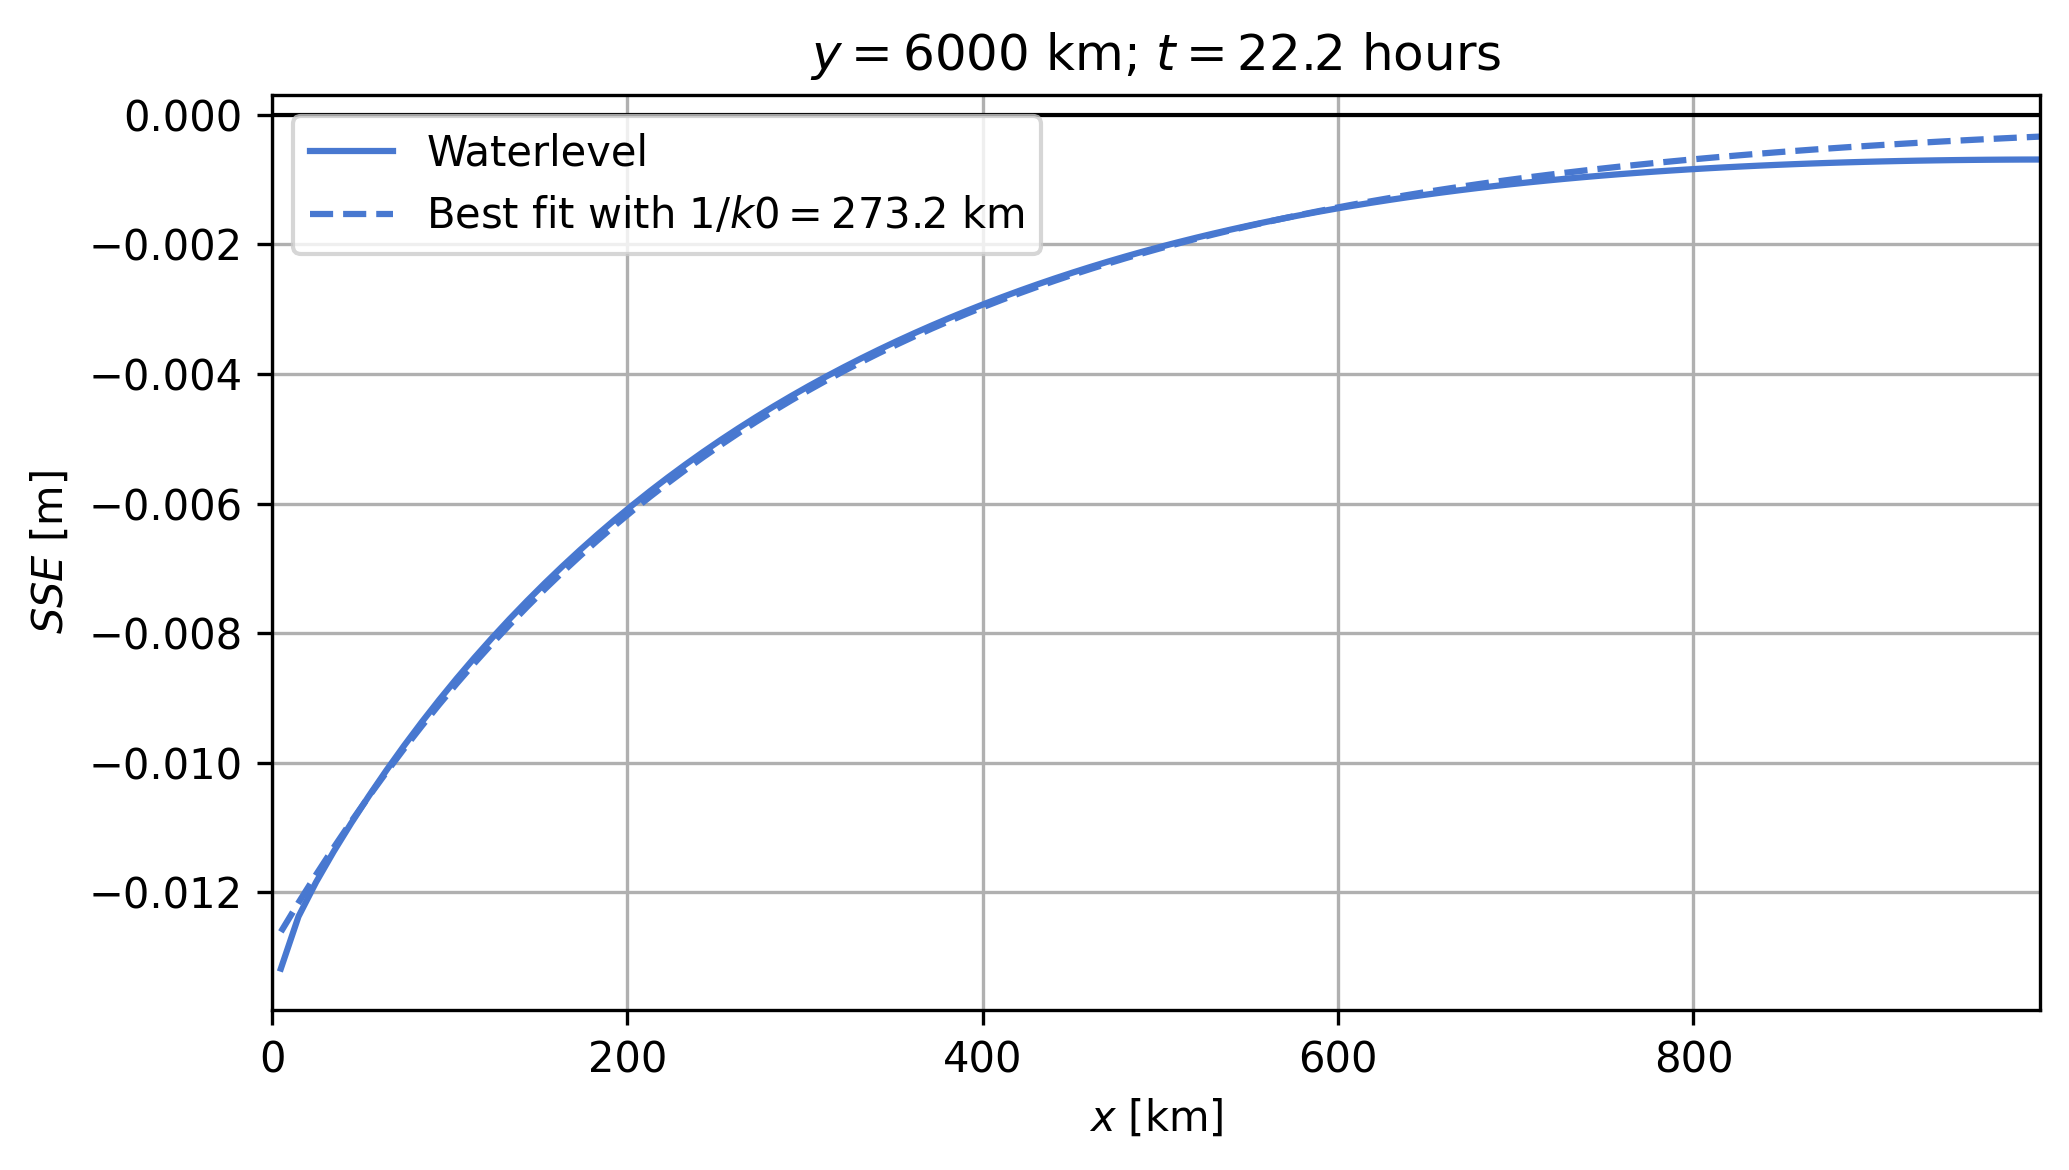 y = 6000 km; t = 22.2 hours
0.000
−0.002
−0.004
−0.006
−0.008
−0.010
−0.012
SSE [m]
Waterlevel
Best fit with 1/k0 = 273.2 km
0 200 400 600 800
x [km]